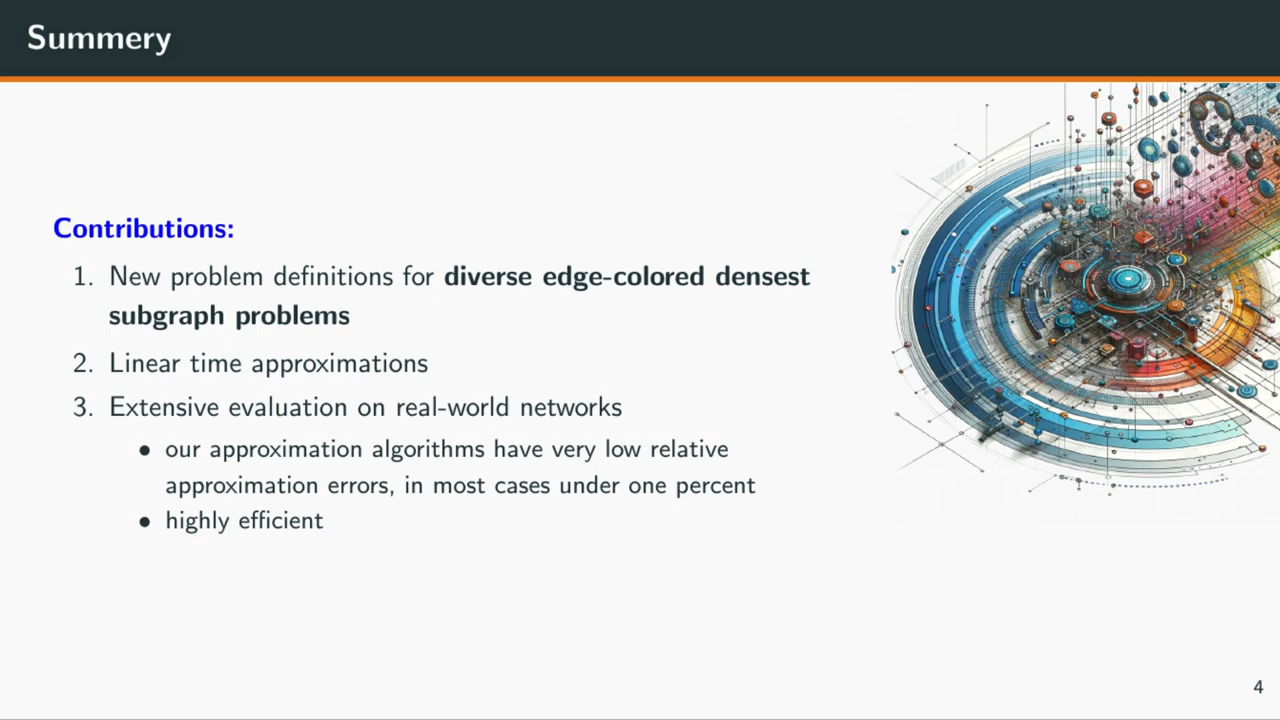 Summery
Contributions:
1. New problem definitions for diverse edge-colored densest
subgraph problems
2. Linear time approximations
3. Extensive evaluation on real-world networks
• our approximation algorithms have very low relative
approximation errors, in most cases under one percent
• highly efficient
4